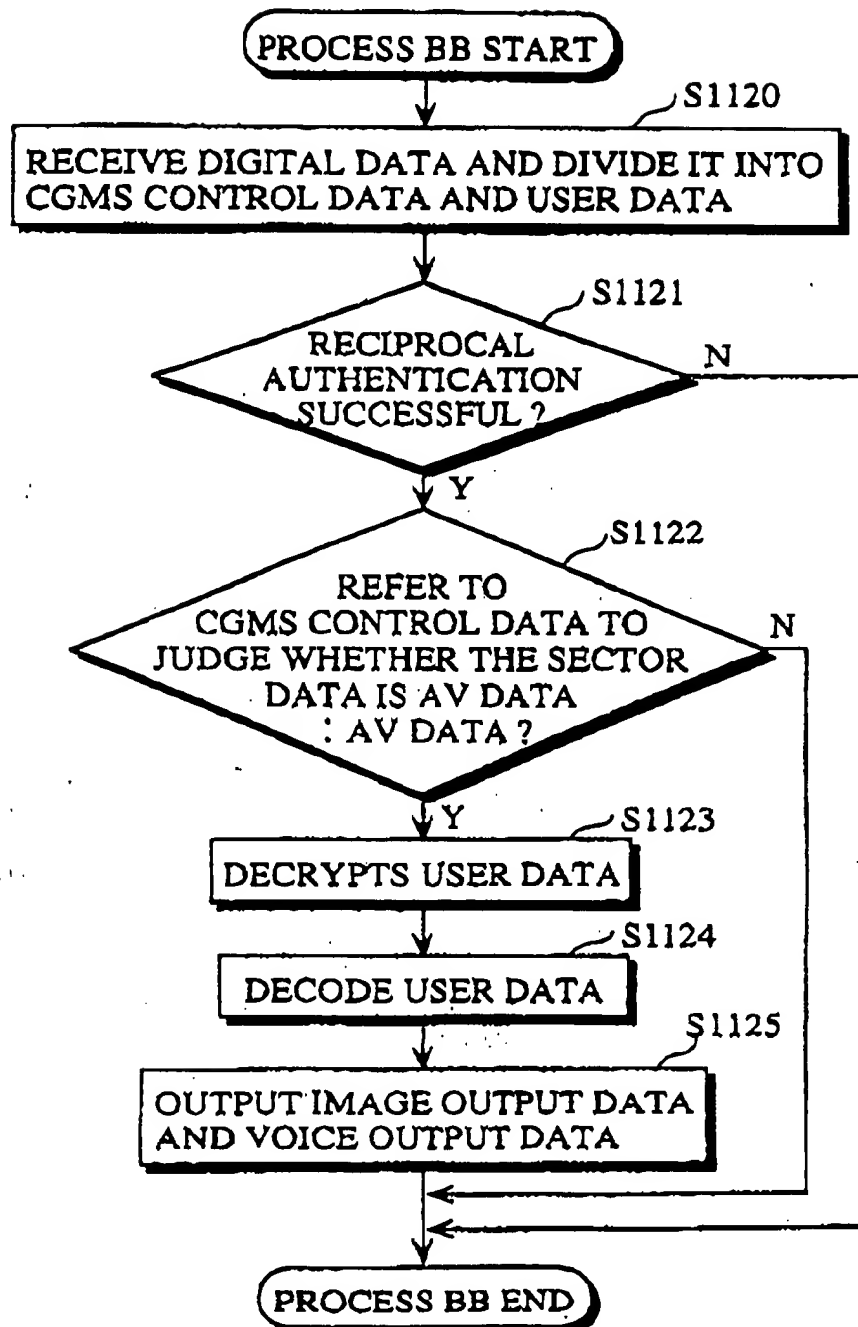 PROCESS BB START
S1120
RECEIVE DIGITAL DATA AND DIVIDE IT INTO
CGMS CONTROL DATA AND USER DATA
S1121
RECIPROCAL
AUTHENTICATION
SUCCESSFUL ?
N
Y
S1122
REFER TO
CGMS CONTROL DATA TO
JUDGE WHETHER THE SECTOR
DATA IS AV DATA
: AV DATA ?
N
Y
S1123
DECRYPTS USER DATA
S1124
DECODE USER DATA
S1125
OUTPUT IMAGE OUTPUT DATA
AND VOICE OUTPUT DATA
PROCESS BB END